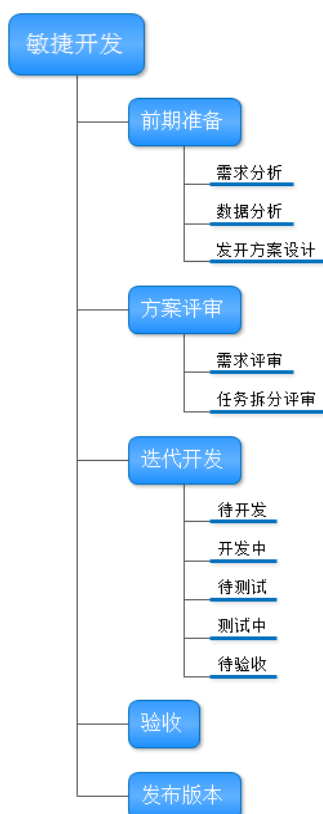 敏捷开发
前期准备
需求分析
数据分析
发开方案设计
方案评审
需求评审
任务拆分评审
迭代开发
待开发
开发中
待测试
测试中
待验收
验收
发布版本